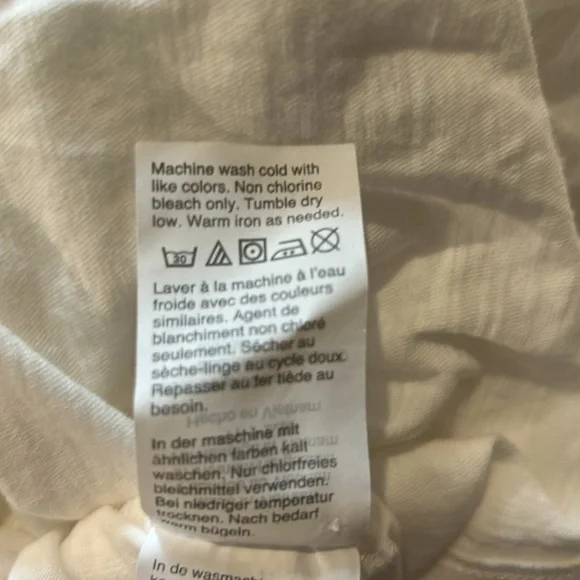 Machine wash cold with
like colors. Non chlorine
bleach only. Tumble dry
low. Warm iron as needed.
30
Laver à la machine à l'eau
froide avec des couleurs
similaires. Agent de
blanchiment non chloré
seulement. Sécher au
sèche-linge au cycle doux.
Repasser au fer tiède au
besoin.
In der maschine mit
ähnlichen farben kalt
waschen. Nur chlorfreies
bleichmittel verwenden.
Bei niedriger temperatur
trocknen. Nach bedarf
warm bügeln.
In de